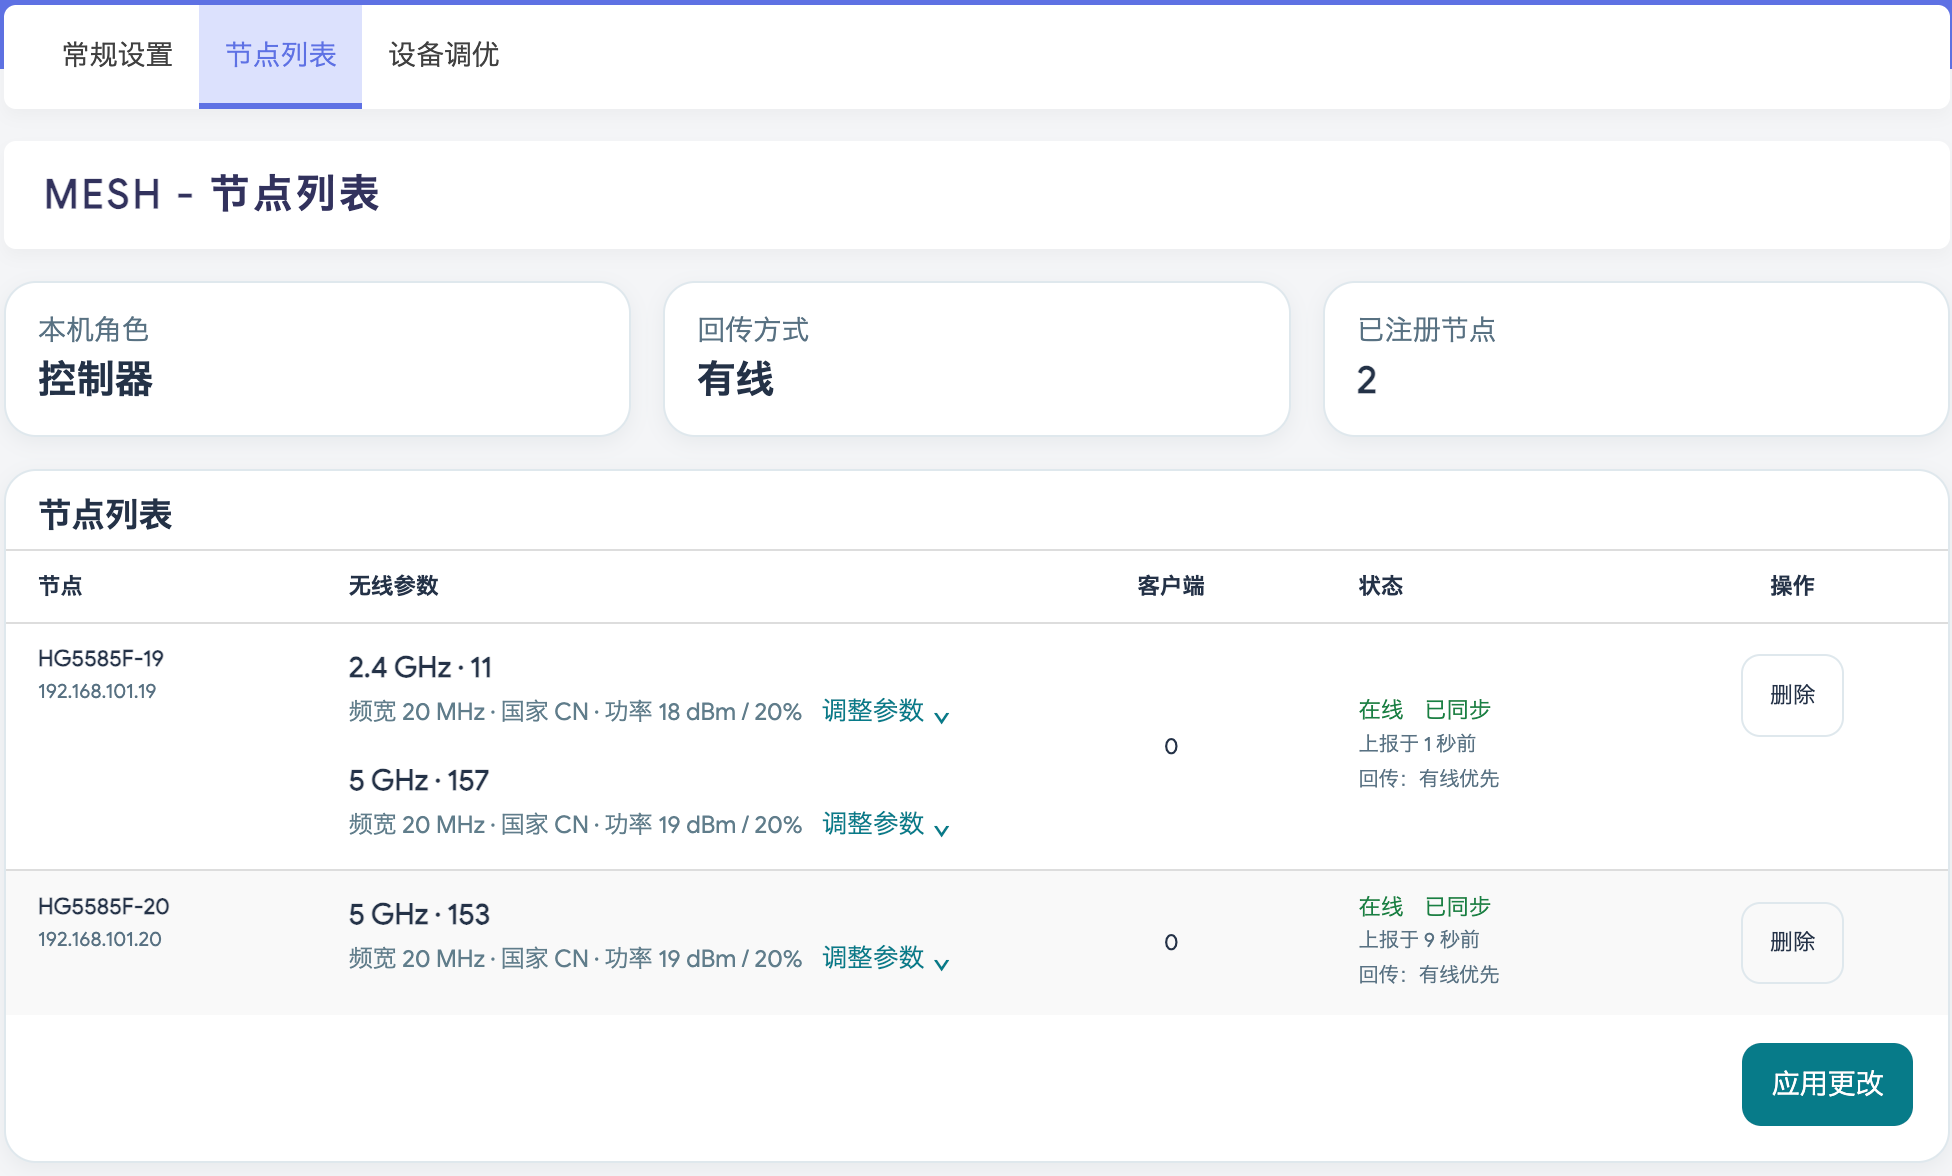 常规设置 节点列表 设备调优
MESH - 节点列表
本机角色
控制器
回传方式
有线
已注册节点
2
节点列表
节点 无线参数 客户端 状态 操作
HG5585F-19
192.168.101.19
2.4 GHz · 11
频宽 20 MHz · 国家 CN · 功率 18 dBm / 20% 调整参数
5 GHz · 157
频宽 20 MHz · 国家 CN · 功率 19 dBm / 20% 调整参数
0
在线 已同步
上报于 1 秒前
回传：有线优先
删除
HG5585F-20
192.168.101.20
5 GHz · 153
频宽 20 MHz · 国家 CN · 功率 19 dBm / 20% 调整参数
0
在线 已同步
上报于 9 秒前
回传：有线优先
删除
应用更改